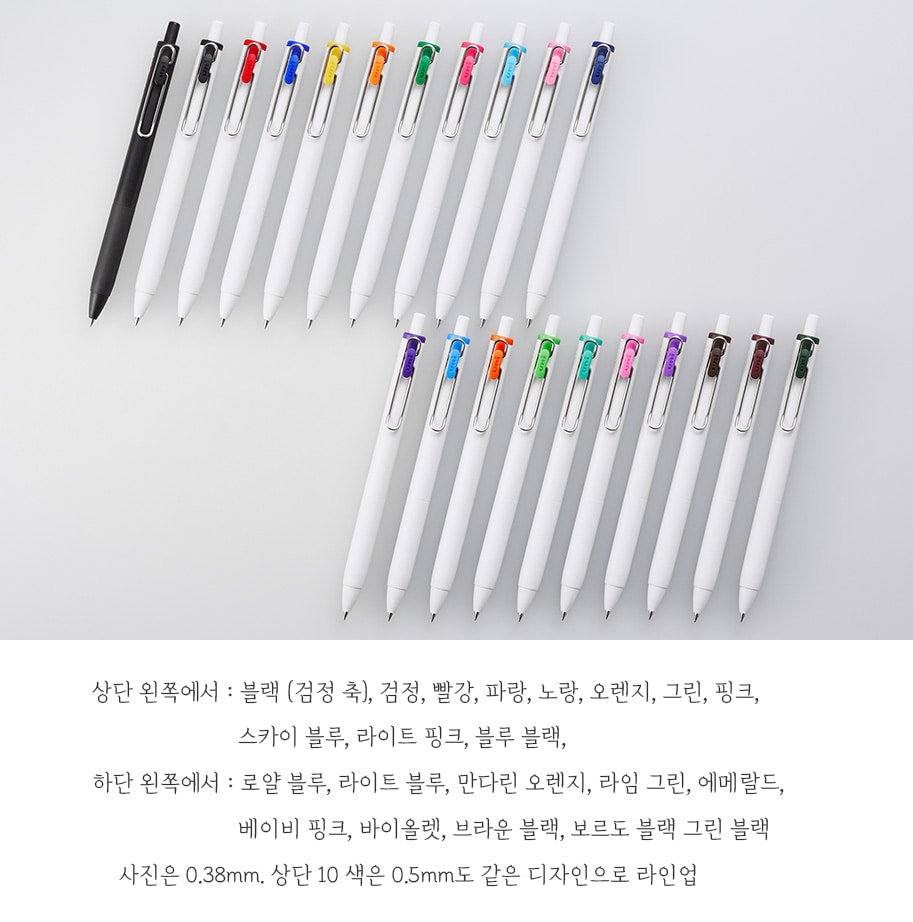 상단 왼쪽에서 : 블랙 (검정 축), 검정, 빨강, 파랑, 노랑, 오렌지, 그린, 핑크,
스카이 블루, 라이트 핑크, 블루 블랙,
하단 왼쪽에서 : 로얄 블루, 라이트 블루, 만다린 오렌지, 라임 그린, 에메랄드,
베이비 핑크, 바이올렛, 브라운 블랙, 보르도 블랙 그린 블랙
사진은 0.38mm. 상단 10 색은 0.5mm도 같은 디자인으로 라인업